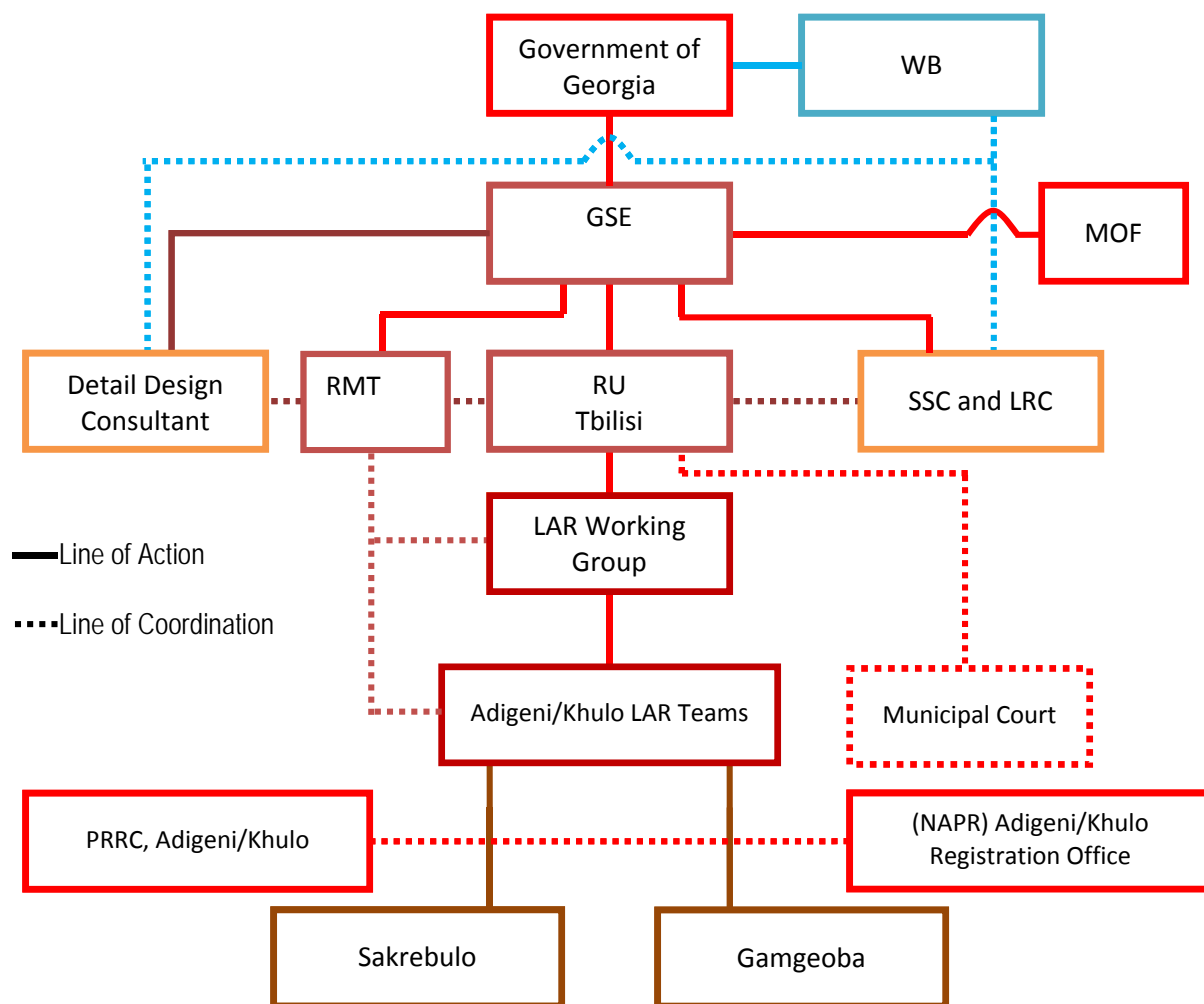 Government of
Georgia
WB
GSE
MOF
Detail Design
Consultant
RMT
RU
Tbilisi
SSC and LRC
LAR Working
Group
Line of Action
Line of Coordination
Adigeni/Khulo LAR Teams
Municipal Court
PRRC, Adigeni/Khulo
(NAPR) Adigeni/Khulo
Registration Office
Sakrebulo
Gamgeoba